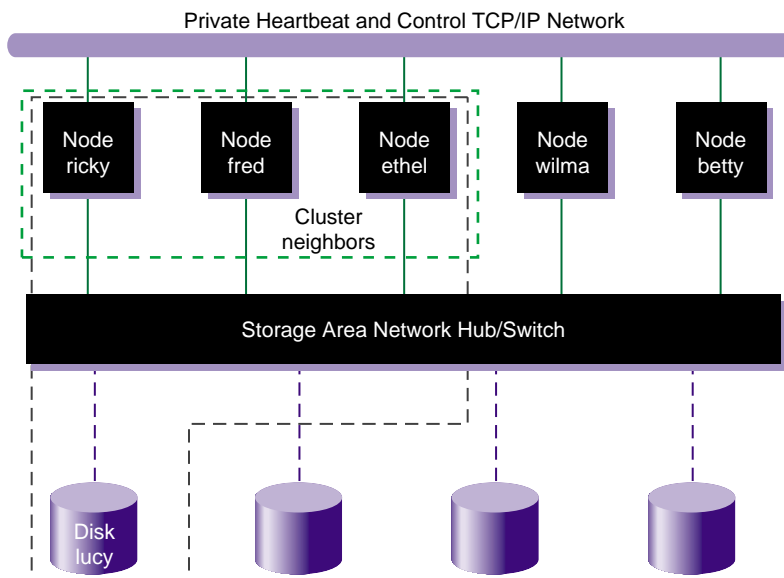 Private Heartbeat and Control TCP/IP Network
Node
ricky
Node
fred
Node
ethel
Node
wilma
Node
betty
Cluster
neighbors
Storage Area Network Hub/Switch
Disk
lucy